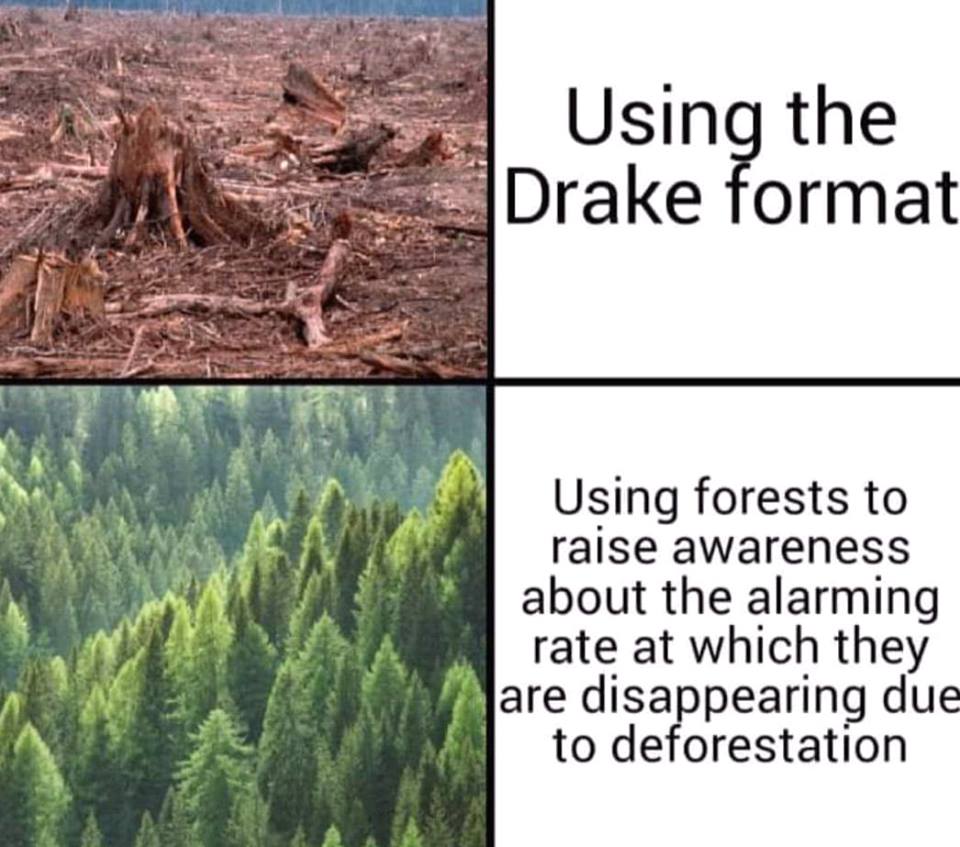 Using the
Drake format
Using forests to
raise awareness
about the alarming
rate at which they
are disappearing due
to deforestation